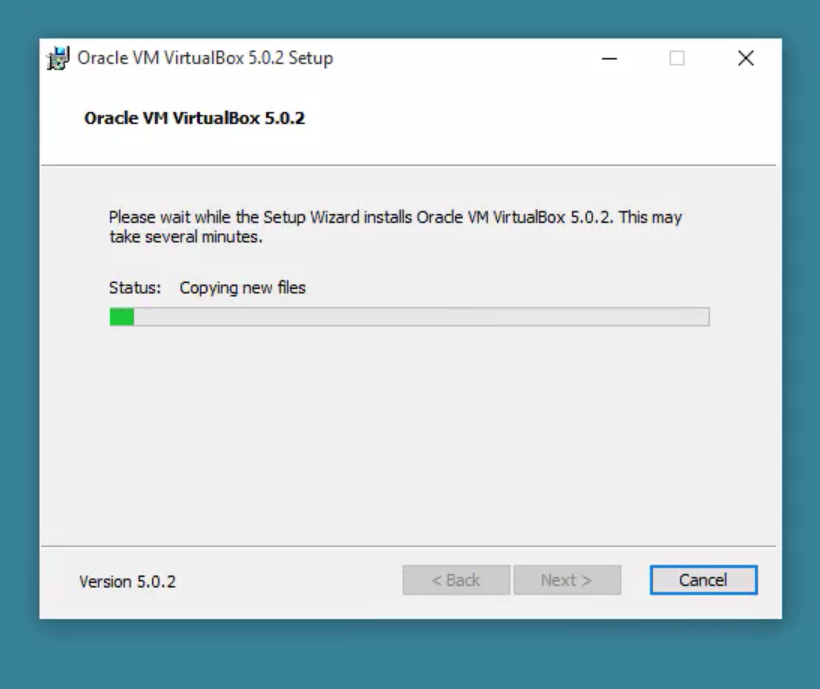 Oracle VM VirtualBox 5.0.2 Setup
Oracle VM VirtualBox 5.0.2
Please wait while the Setup Wizard installs Oracle VM VirtualBox 5.0.2. This may
take several minutes.
Status: Copying new files
Version 5.0.2 < Back Next > Cancel